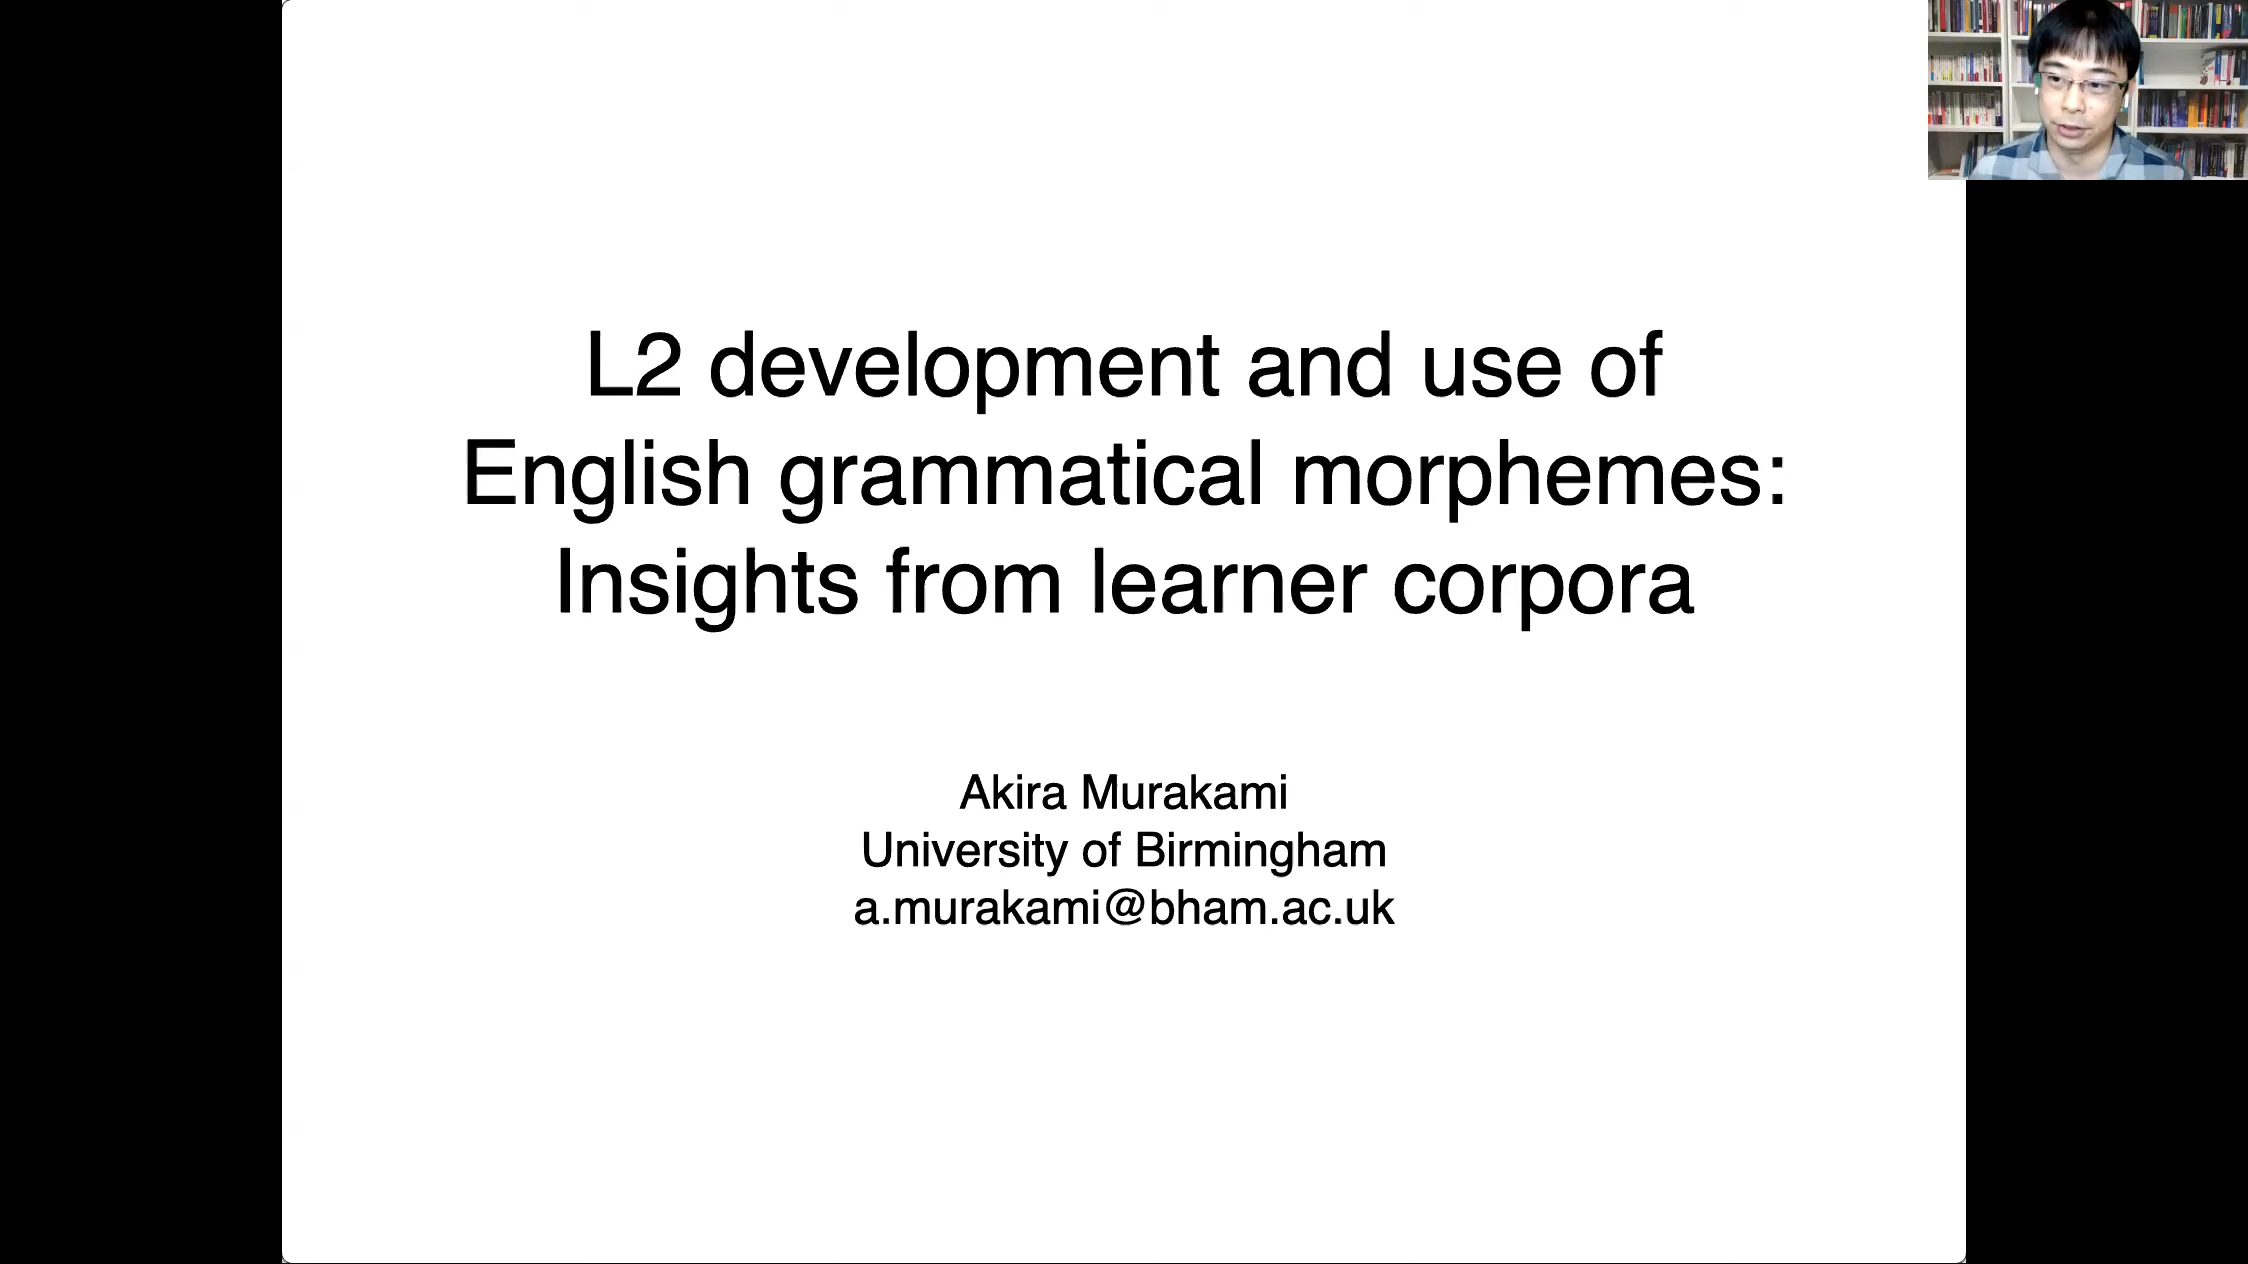 L2 development and use of
English grammatical morphemes:
Insights from learner corpora
Akira Murakami
University of Birmingham
a.murakami@bham.ac.uk